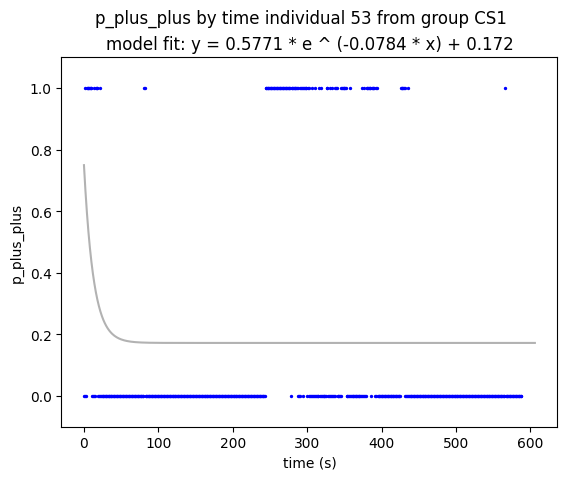 p_plus_plus by time individual 53 from group CS1
model fit: y = 0.5771 * e ^ (-0.0784 * x) + 0.172
1.0
0.8
0.6
0.4
0.2
0.0
p_plus_plus
0 100 200 300 400 500 600
time (s)